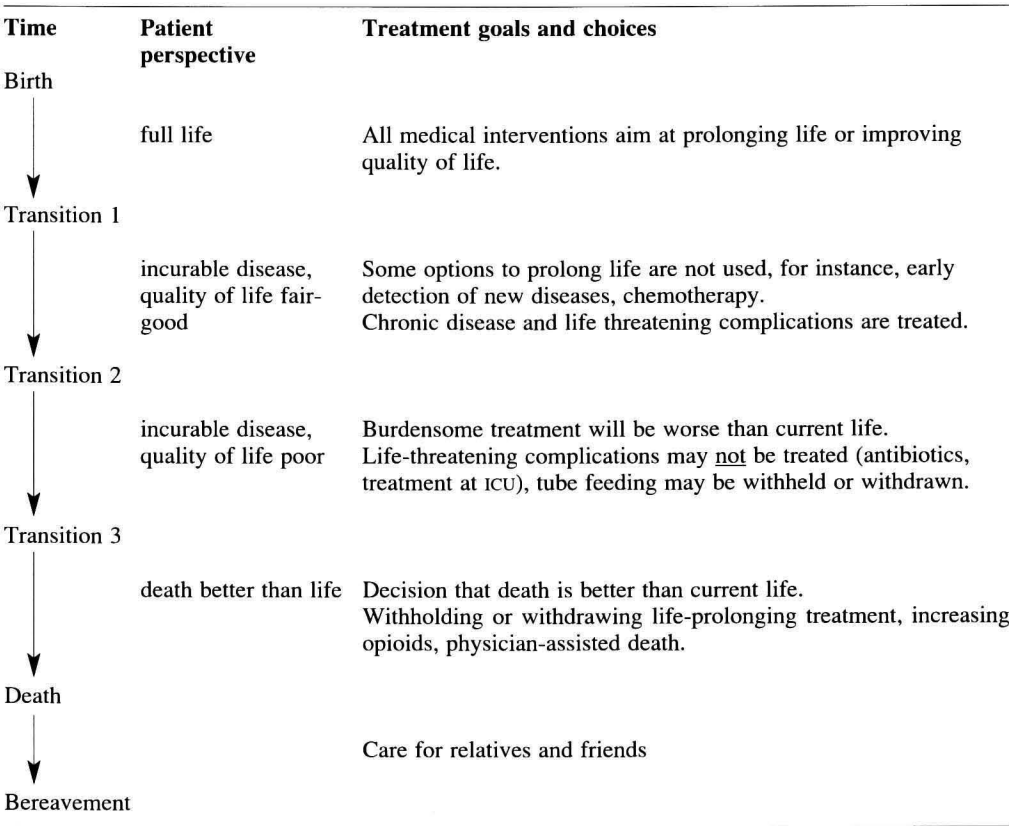 Time Patient perspective Treatment goals and choices
Birth
full life All medical interventions aim at prolonging life or improving
quality of life.
Transition 1
incurable disease, Some options to prolong life are not used, for instance, early
quality of life fair- detection of new diseases, chemotherapy.
good Chronic disease and life threatening complications are treated.
Transition 2
incurable disease, Burdensome treatment will be worse than current life.
quality of life poor Life-threatening complications may not be treated (antibiotics,
treatment at ICU), tube feeding may be withheld or withdrawn.
Transition 3
death better than life Decision that death is better than current life.
Withholding or withdrawing life-prolonging treatment, increasing
opioids, physician-assisted death.
Death
Care for relatives and friends
Bereavement